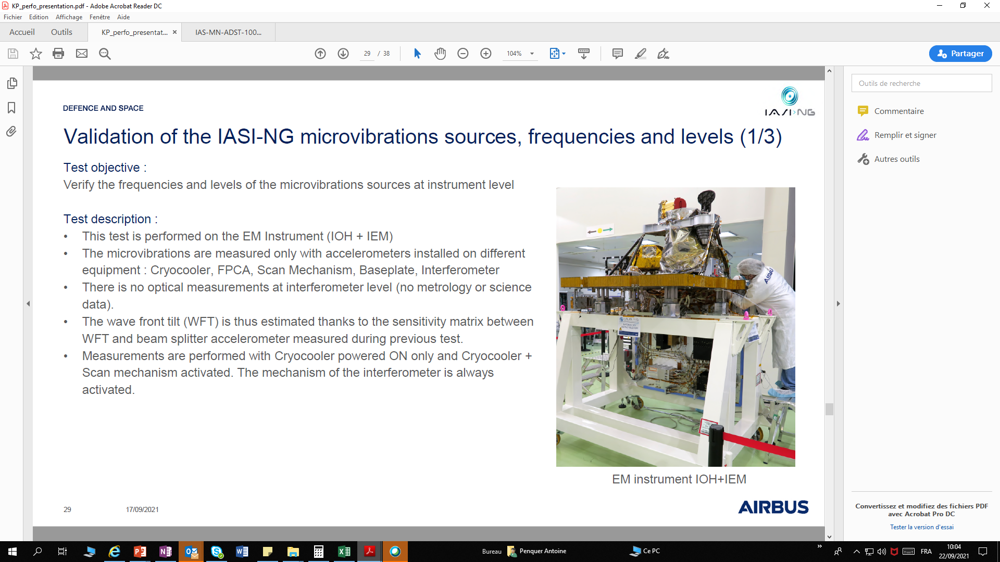 KP_perfo_presentation.pdf - Adobe Acrobat Reader DC
Fichier Edition Affichage Fenêtre Aide
Accueil Outils KP_perfo_presentat... × IAS-MN-ADST-100...
29 / 38 104% Partager
DEFENCE AND SPACE
IASI>NG
Validation of the IASI-NG microvibrations sources, frequencies and levels (1/3)
Test objective :
Verify the frequencies and levels of the microvibrations sources at instrument level
Test description :
• This test is performed on the EM Instrument (IOH + IEM)
• The microvibrations are measured only with accelerometers installed on different
equipment : Cryocooler, FPCA, Scan Mechanism, Baseplate, Interferometer
• There is no optical measurements at interferometer level (no metrology or science
data).
• The wave front tilt (WFT) is thus estimated thanks to the sensitivity matrix between
WFT and beam splitter accelerometer measured during previous test.
• Measurements are performed with Cryocooler powered ON only and Cryocooler +
Scan mechanism activated. The mechanism of the interferometer is always
activated.
AIRBUS
EM instrument IOH+IEM
29 17/09/2021
AIRBUS
Outils de recherche
Commentaire
Remplir et signer
Autres outils
Convertissez et modifiez des fichiers PDF
avec Acrobat Pro DC
Tester la version d'essai
Bureau Penquer Antoine Ce PC FRA 10:04
22/09/2021